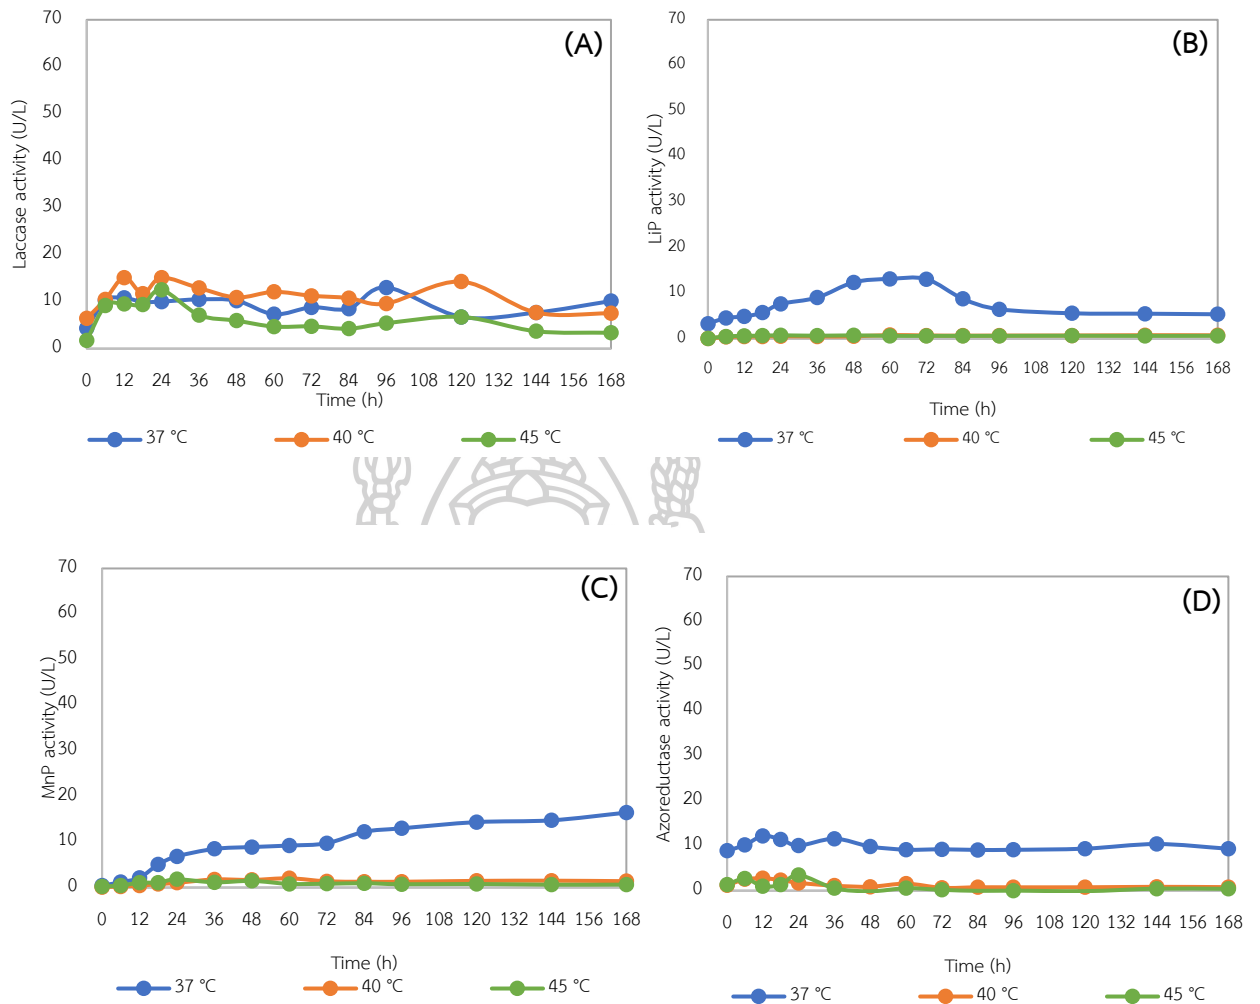 (A)
Laccase activity (U/L)
70
60
50
40
30
20
10
0
0 12 24 36 48 60 72 84 96 108 120 132 144 156 168
Time (h)
37 °C 40 °C 45 °C
(B)
LiP activity (U/L)
70
60
50
40
30
20
10
0
0 12 24 36 48 60 72 84 96 108 120 132 144 156 168
Time (h)
37 °C 40 °C 45 °C
(C)
MnP activity (U/L)
70
60
50
40
30
20
10
0
0 12 24 36 48 60 72 84 96 108 120 132 144 156 168
Time (h)
37 °C 40 °C 45 °C
(D)
Azoreductase activity (U/L)
70
60
50
40
30
20
10
0
0 12 24 36 48 60 72 84 96 108 120 132 144 156 168
Time (h)
37 °C 40 °C 45 °C